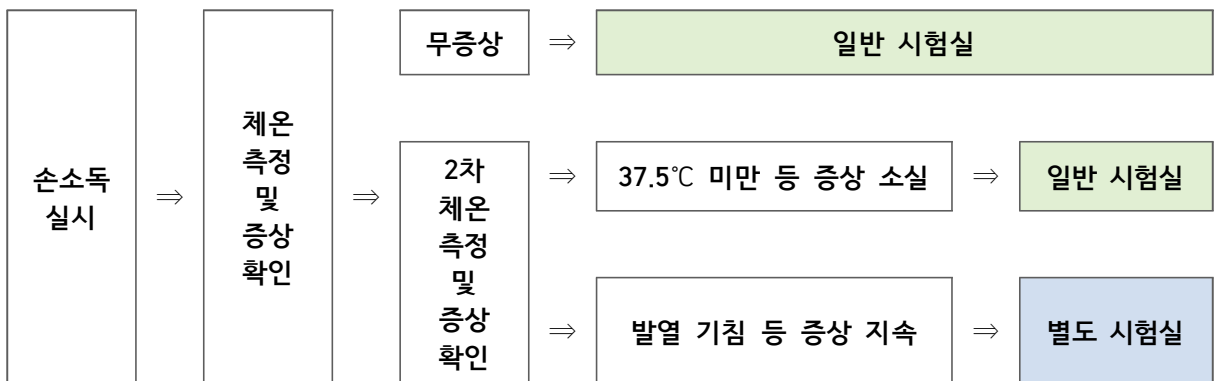 손소독
실시
⇒
체온
측정
및
증상
확인
⇒
무증상
⇒
일반 시험실
2차
체온
측정
및
증상
확인
⇒
37.5℃ 미만 등 증상 소실
⇒
일반 시험실
⇒
발열 기침 등 증상 지속
⇒
별도 시험실